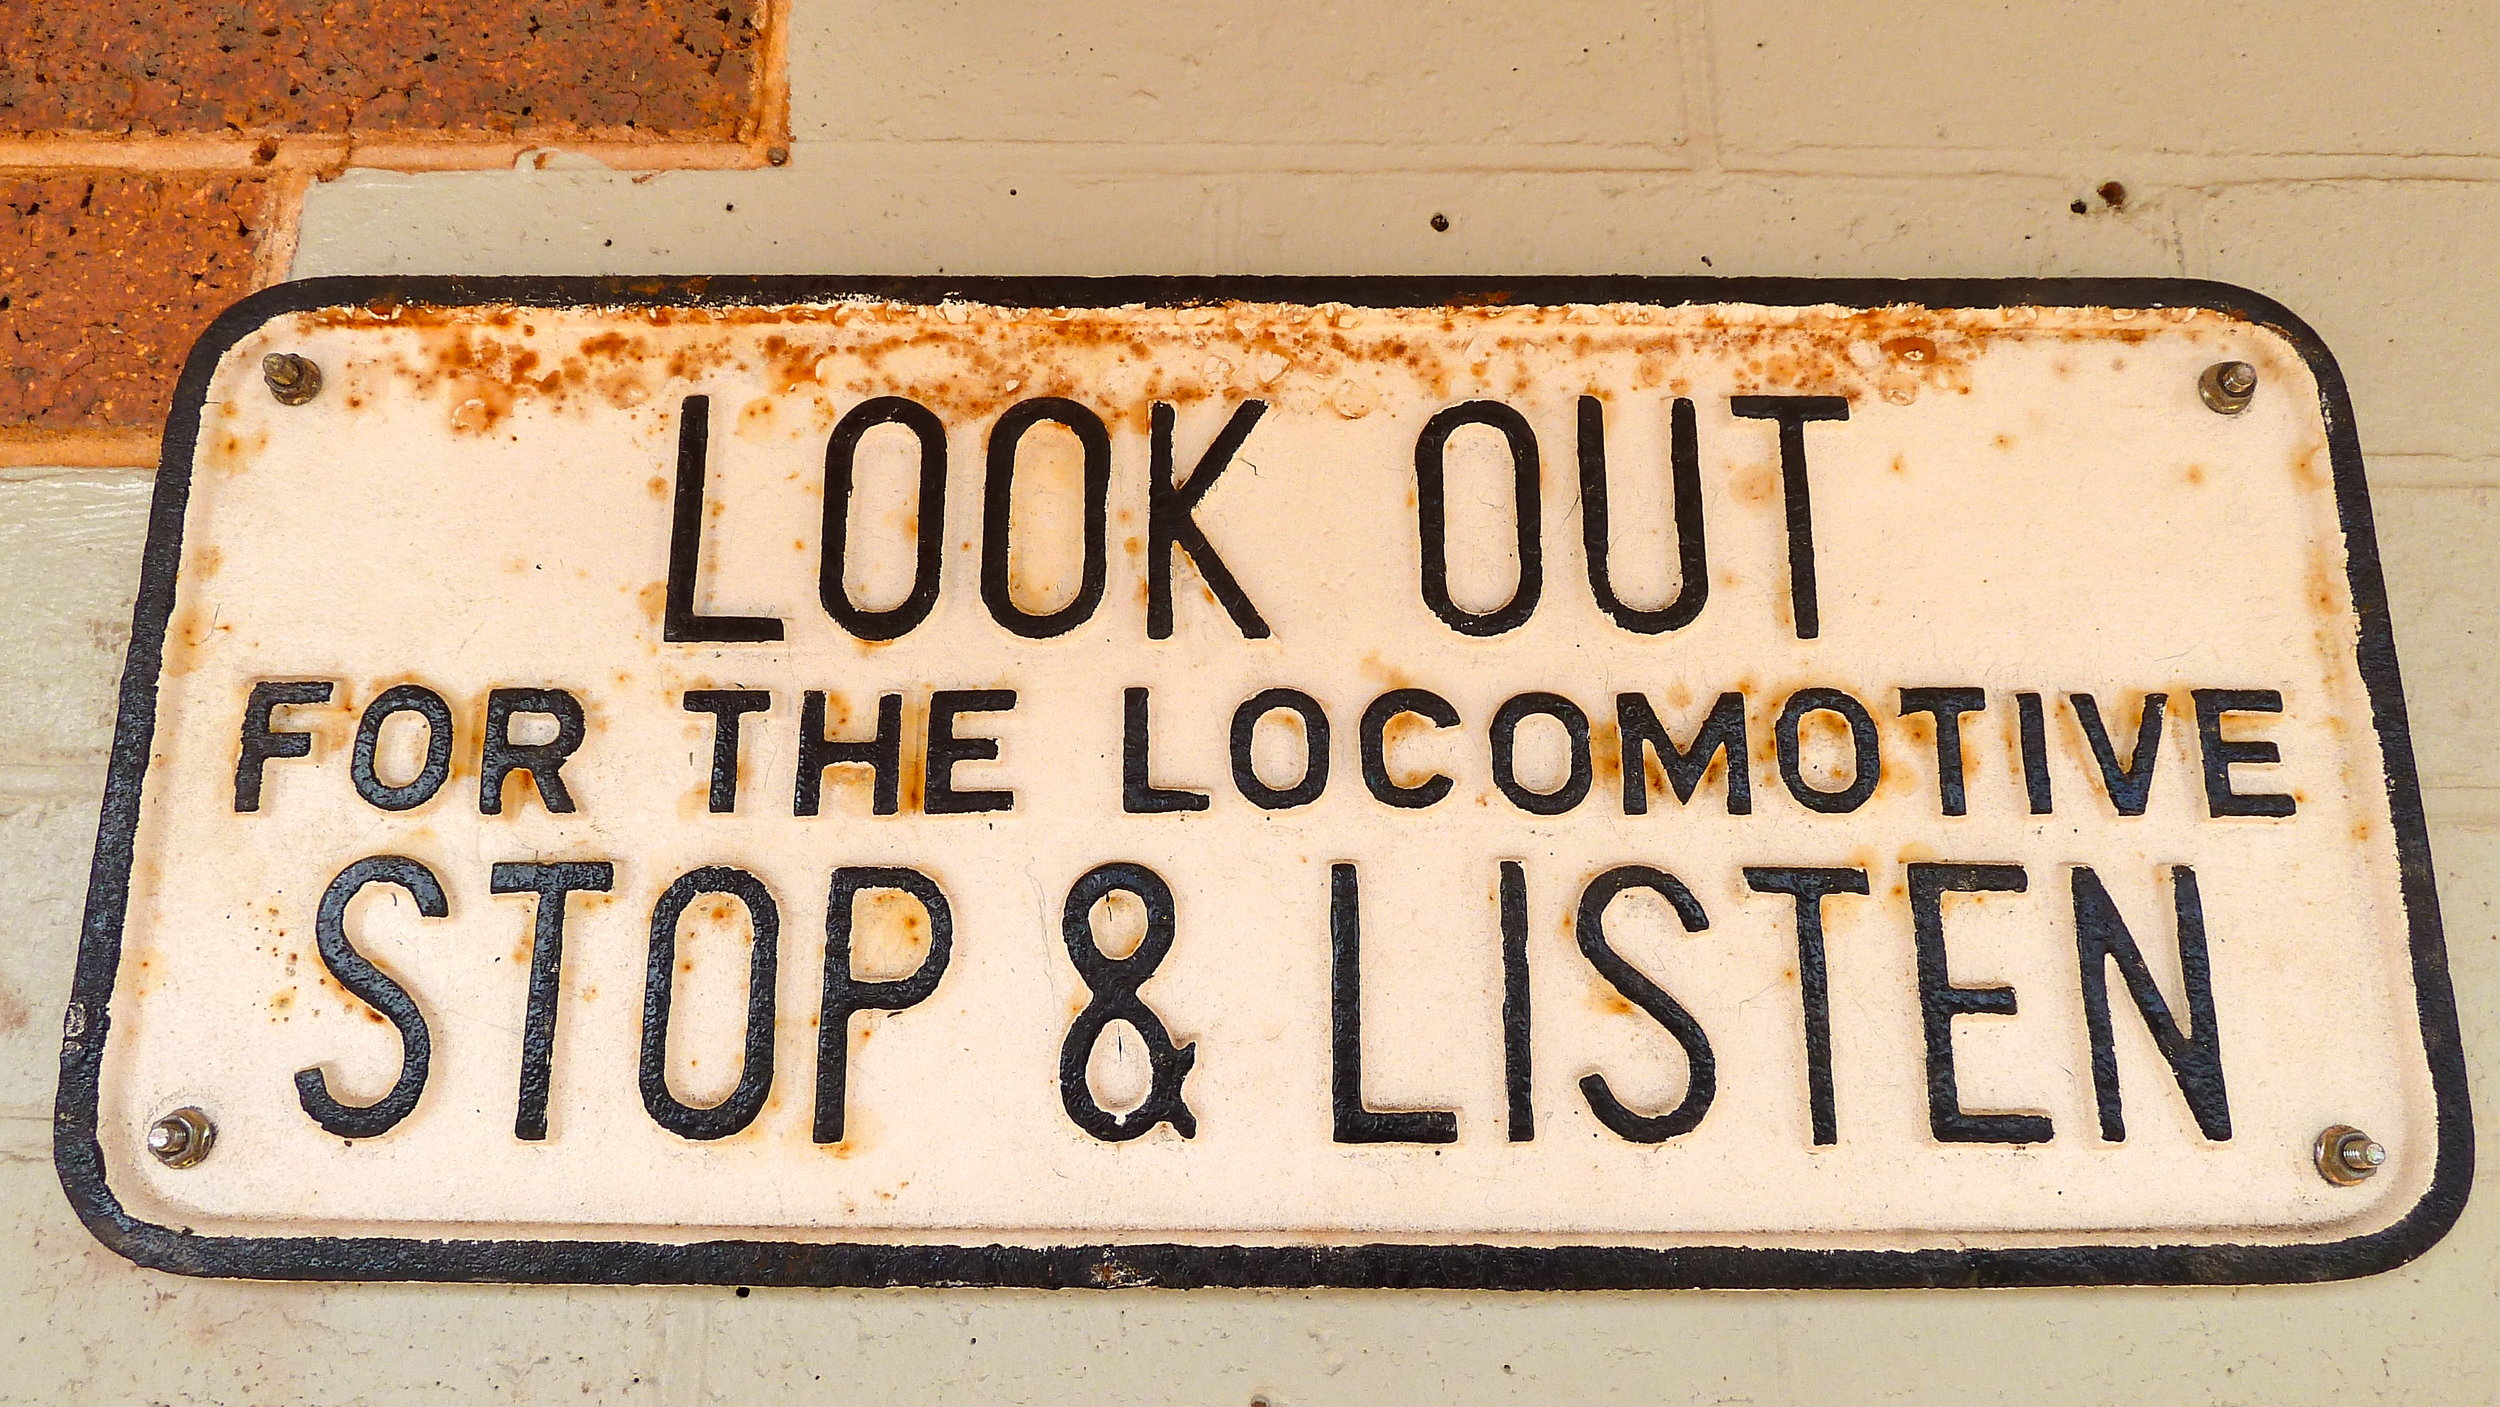 LOOK OUT
FOR THE LOCOMOTIVE
STOP & LISTEN